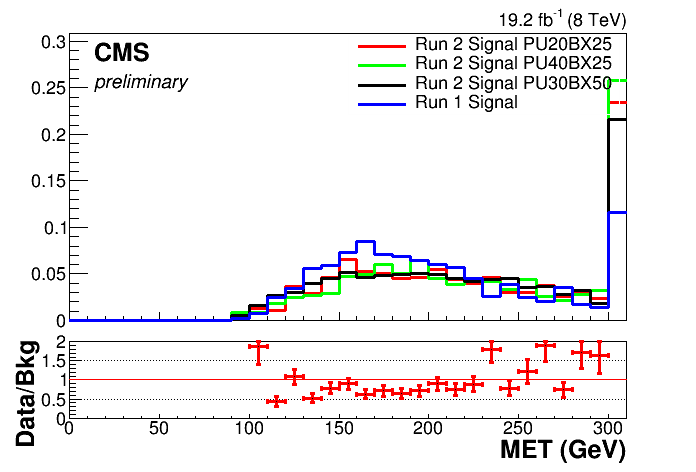 19.2 fb-1 (8 TeV)
CMS
preliminary
Run 2 Signal PU20BX25
Run 2 Signal PU40BX25
Run 2 Signal PU30BX50
Run 1 Signal
0.3
0.25
0.2
0.15
0.1
0.05
0
Data/Bkg
2
1.5
1
0.5
0
0 50 100 150 200 250 300
MET (GeV)